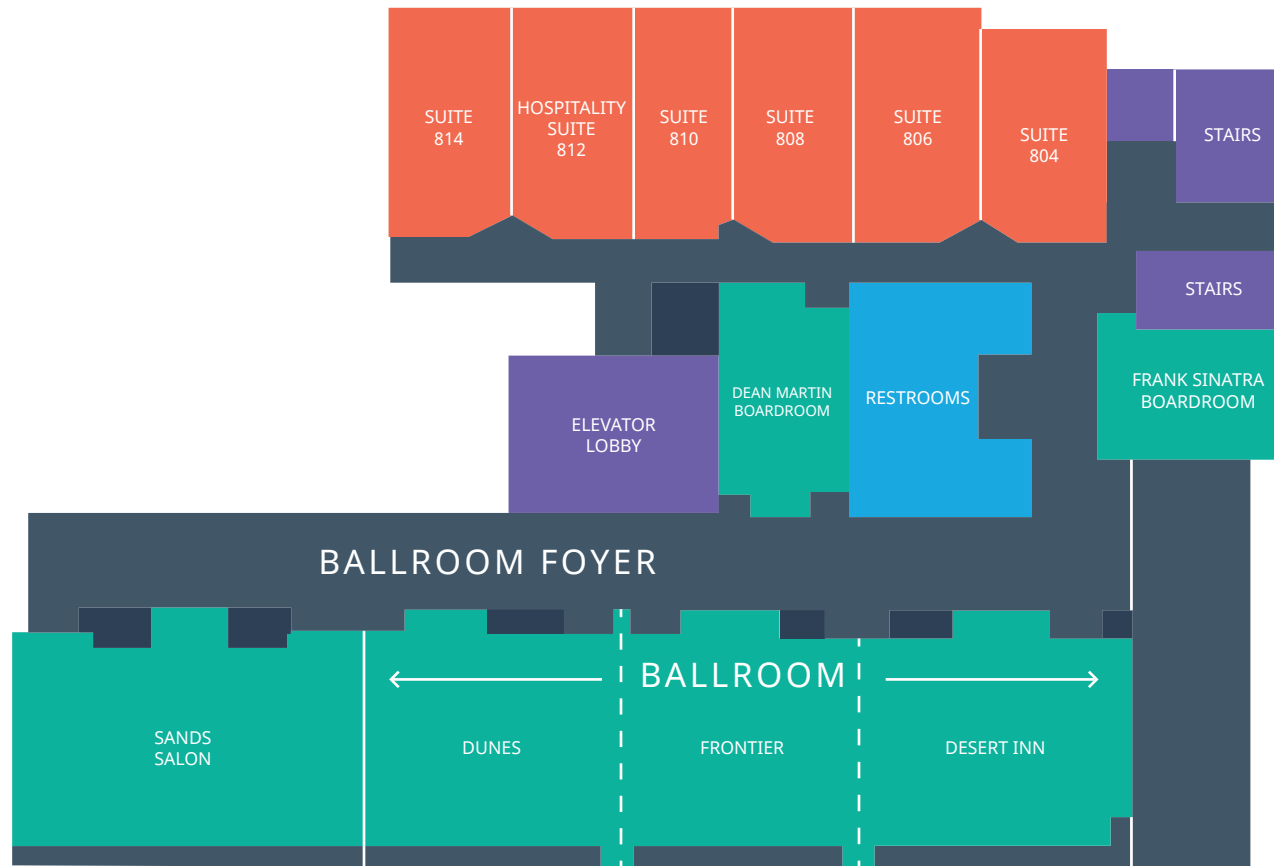 SUITE
814
HOSPITALITY
SUITE
812
SUITE
810
SUITE
808
SUITE
806
SUITE
804
STAIRS
STAIRS
FRANK SINATRA
BOARDROOM
DEAN MARTIN
BOARDROOM
RESTROOMS
ELEVATOR
LOBBY
BALLROOM FOYER
BALLROOM
SANDS
SALON
DUNES
FRONTIER
DESERT INN